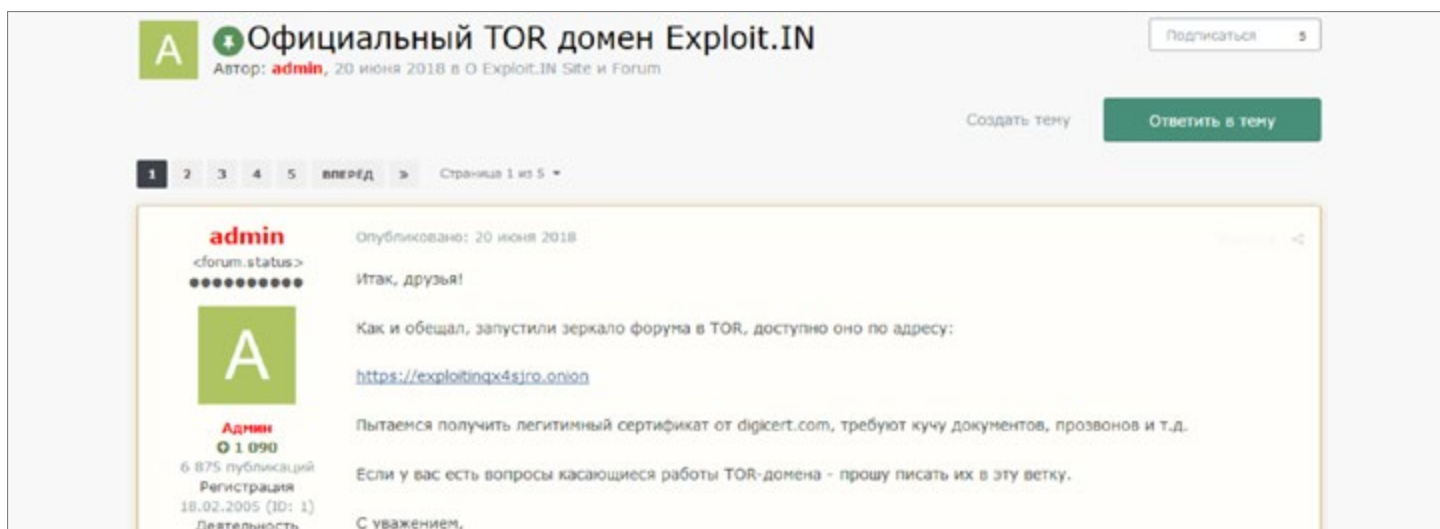 A
Официальный TOR домен Exploit.IN
Автор: admin, 20 июня 2018 в О Exploit.IN Site и Forum
Подписаться 5
Создать тему
Ответить в тему
1 2 3 4 5 ВПЕРЁД » Страница 1 из 5
admin
<forum.status>
A
Админ
1 090
6 875 публикаций
Регистрация
18.02.2005 (ID: 1)
Деятельность
Опубликовано: 20 июня 2018
Итак, друзья!
Как и обещал, запустили зеркало форума в TOR, доступно оно по адресу:
https://exploitinqx4sjro.onion
Пытаемся получить легитимный сертификат от digicert.com, требуют кучу документов, прозвонов и т.д.
Если у вас есть вопросы касающиеся работы TOR-домена - прошу писать их в эту ветку.
С уважением,